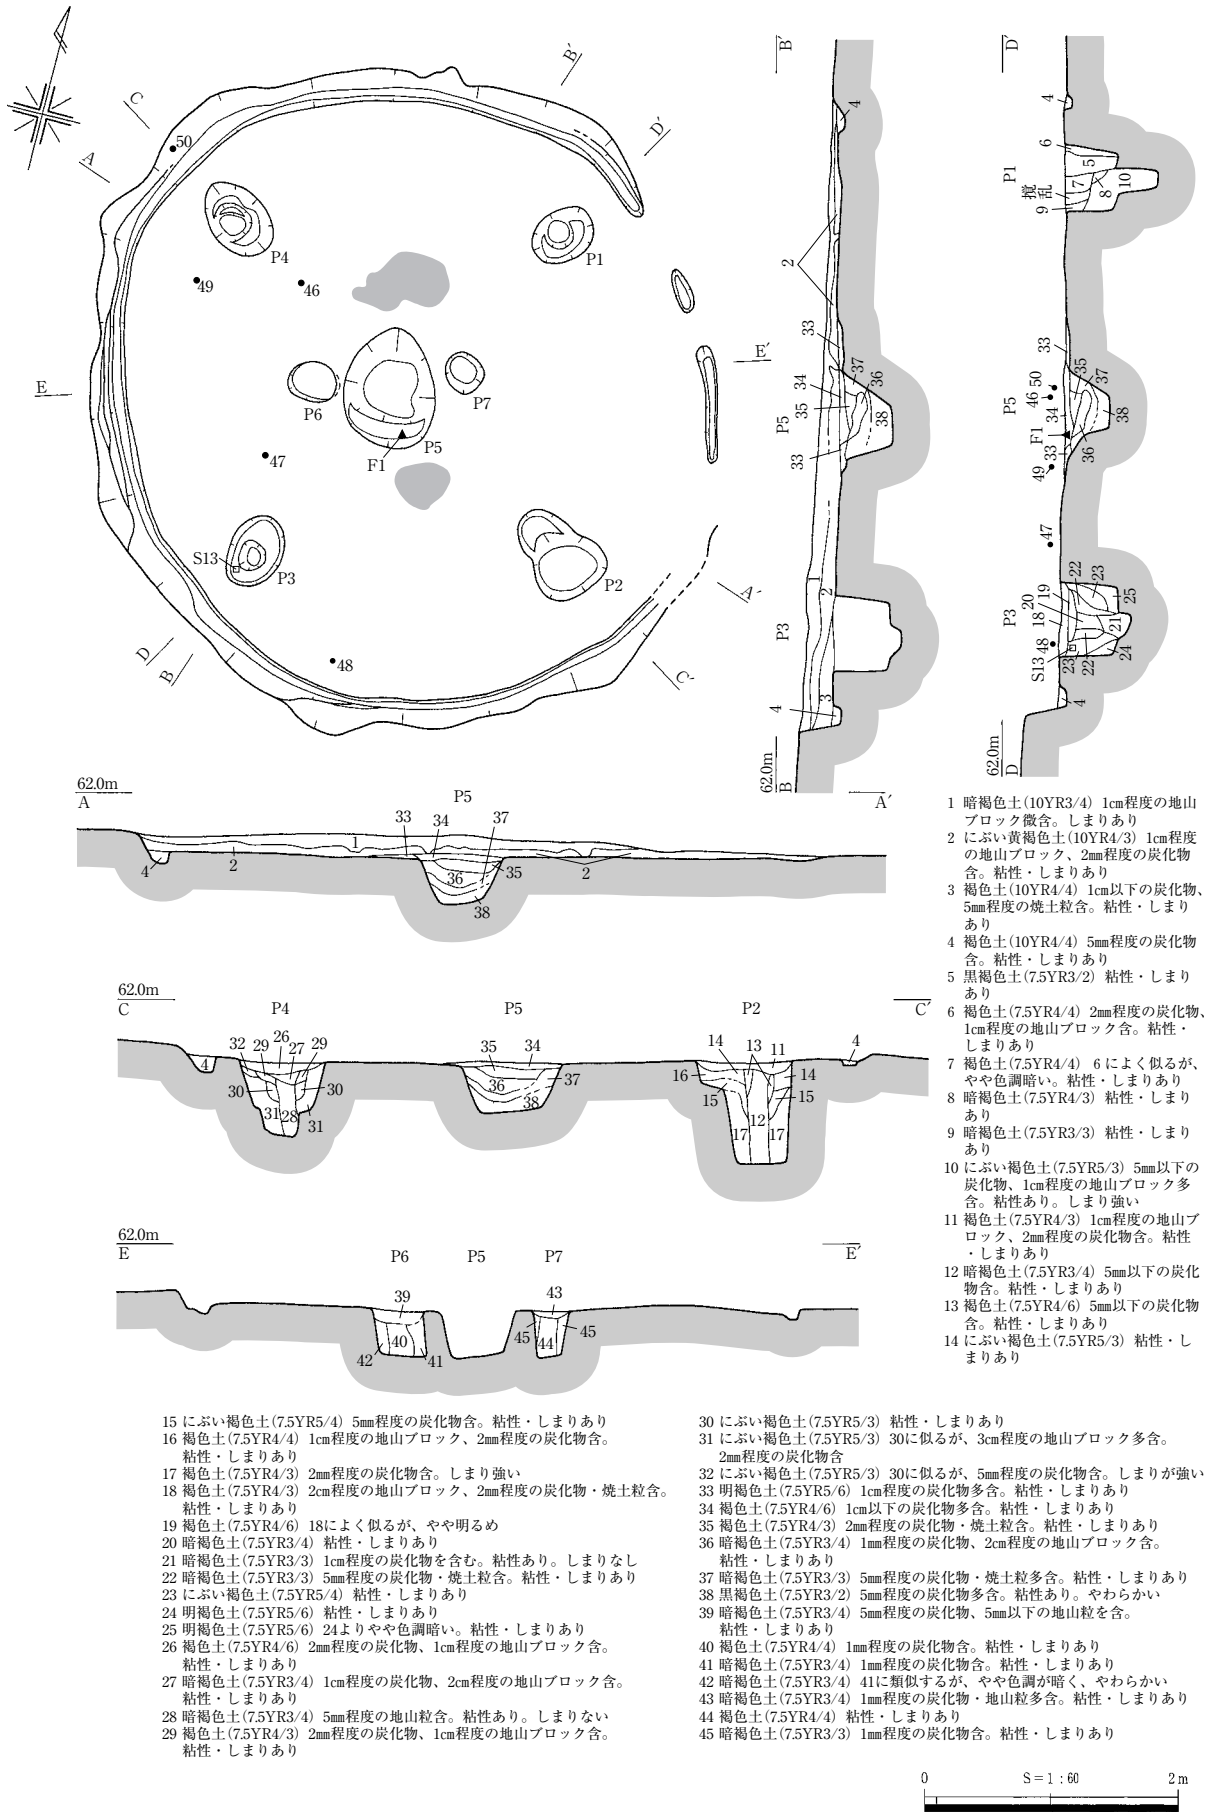 C
B′
D′
A
50
P4
P1
49
46
E
E′
P6
P7
P5
F1
47
S13
P3
P2
A′
D
B
48
C′
B′
4
2
33
37
36
34
35
38
P5
33
1
2
P3
3
4
62.0m
B
D′
4
6
P1
5
10
7
8
撹乱
9
33
35
37
50
46
P5
34
38
F1
33
36
49
47
22
23
19
20
25
P3
18
21
48
24
S13
23
22
4
62.0m
D
62.0m
A
P5
A′
33
34
37
1
4
2
36
35
2
38
62.0m
C
P4
P5
P2
C′
32
29
26
27
29
4
30
30
31
28
31
35
34
36
37
38
14
13
11
4
16
14
15
15
12
17
17
62.0m
E
P6
P5
P7
E′
39
43
42
40
41
45
44
45
1 暗褐色土(10YR3/4) 1㎝程度の地山
ブロック微含。しまりあり
2 にぶい黄褐色土(10YR4/3) 1㎝程度
の地山ブロック、2㎜程度の炭化物
含。粘性・しまりあり
3 褐色土(10YR4/4) 1㎝以下の炭化物、
5㎜程度の焼土粒含。粘性・しまり
あり
4 褐色土(10YR4/4) 5㎜程度の炭化物
含。粘性・しまりあり
5 黒褐色土(7.5YR3/2) 粘性・しまり
あり
6 褐色土(7.5YR4/4) 2㎜程度の炭化物、
1㎝程度の地山ブロック含。粘性・
しまりあり
7 褐色土(7.5YR4/4) 6によく似るが、
やや色調暗い。粘性・しまりあり
8 暗褐色土(7.5YR4/3) 粘性・しまり
あり
9 暗褐色土(7.5YR3/3) 粘性・しまり
あり
10 にぶい褐色土(7.5YR5/3) 5㎜以下の
炭化物、1㎝程度の地山ブロック多
含。粘性あり。しまり強い
11 褐色土(7.5YR4/3) 1㎝程度の地山ブ
ロック、2㎜程度の炭化物含。粘性
・しまりあり
12 暗褐色土(7.5YR3/4) 5㎜以下の炭化
物含。粘性・しまりあり
13 褐色土(7.5YR4/6) 5㎜以下の炭化物
含。粘性・しまりあり
14 にぶい褐色土(7.5YR5/3) 粘性・し
まりあり
15 にぶい褐色土(7.5YR5/4) 5㎜程度の炭化物含。粘性・しまりあり
16 褐色土(7.5YR4/4) 1㎝程度の地山ブロック、2㎜程度の炭化物含。
粘性・しまりあり
17 褐色土(7.5YR4/3) 2㎜程度の炭化物含。しまり強い
18 褐色土(7.5YR4/3) 2㎝程度の地山ブロック、2㎜程度の炭化物・焼土粒含。
粘性・しまりあり
19 褐色土(7.5YR4/6) 18によく似るが、やや明るめ
20 暗褐色土(7.5YR3/4) 粘性・しまりあり
21 暗褐色土(7.5YR3/3) 1㎝程度の炭化物を含む。粘性あり。しまりなし
22 暗褐色土(7.5YR3/3) 5㎜程度の炭化物・焼土粒含。粘性・しまりあり
23 にぶい褐色土(7.5YR5/4) 粘性・しまりあり
24 明褐色土(7.5YR5/6) 粘性・しまりあり
25 明褐色土(7.5YR5/6) 24よりやや色調暗い。粘性・しまりあり
26 褐色土(7.5YR4/6) 2㎜程度の炭化物、1㎝程度の地山ブロック含。
粘性・しまりあり
27 暗褐色土(7.5YR3/4) 1㎝程度の炭化物、2㎝程度の地山ブロック含。
粘性・しまりあり
28 暗褐色土(7.5YR3/4) 5㎜程度の地山粒含。粘性あり。しまりない
29 褐色土(7.5YR4/3) 2㎜程度の炭化物、1㎝程度の地山ブロック含。
粘性・しまりあり
30 にぶい褐色土(7.5YR5/3) 粘性・しまりあり
31 にぶい褐色土(7.5YR5/3) 30に似るが、3㎝程度の地山ブロック多含。
2㎜程度の炭化物含
32 にぶい褐色土(7.5YR5/3) 30に似るが、5㎜程度の炭化物含。しまりが強い
33 明褐色土(7.5YR5/6) 1㎝程度の炭化物多含。粘性・しまりあり
34 褐色土(7.5YR4/6) 1㎝以下の炭化物多含。粘性・しまりあり
35 褐色土(7.5YR4/3) 2㎜程度の炭化物・焼土粒含。粘性・しまりあり
36 暗褐色土(7.5YR3/4) 1㎜程度の炭化物、2㎝程度の地山ブロック含。
粘性・しまりあり
37 暗褐色土(7.5YR3/3) 5㎜程度の炭化物・焼土粒多含。粘性・しまりあり
38 黒褐色土(7.5YR3/2) 5㎜程度の炭化物多含。粘性あり。やわらかい
39 暗褐色土(7.5YR3/4) 5㎜程度の炭化物、5㎜以下の地山粒を含。
粘性・しまりあり
40 褐色土(7.5YR4/4) 1㎜程度の炭化物含。粘性・しまりあり
41 暗褐色土(7.5YR3/4) 1㎜程度の炭化物含。粘性・しまりあり
42 暗褐色土(7.5YR3/4) 41に類似するが、やや色調が暗く、やわらかい
43 暗褐色土(7.5YR3/4) 1㎜程度の炭化物・地山粒多含。粘性・しまりあり
44 褐色土(7.5YR4/4) 粘性・しまりあり
45 暗褐色土(7.5YR3/3) 1㎜程度の炭化物含。粘性・しまりあり
0 S=1:60 2m